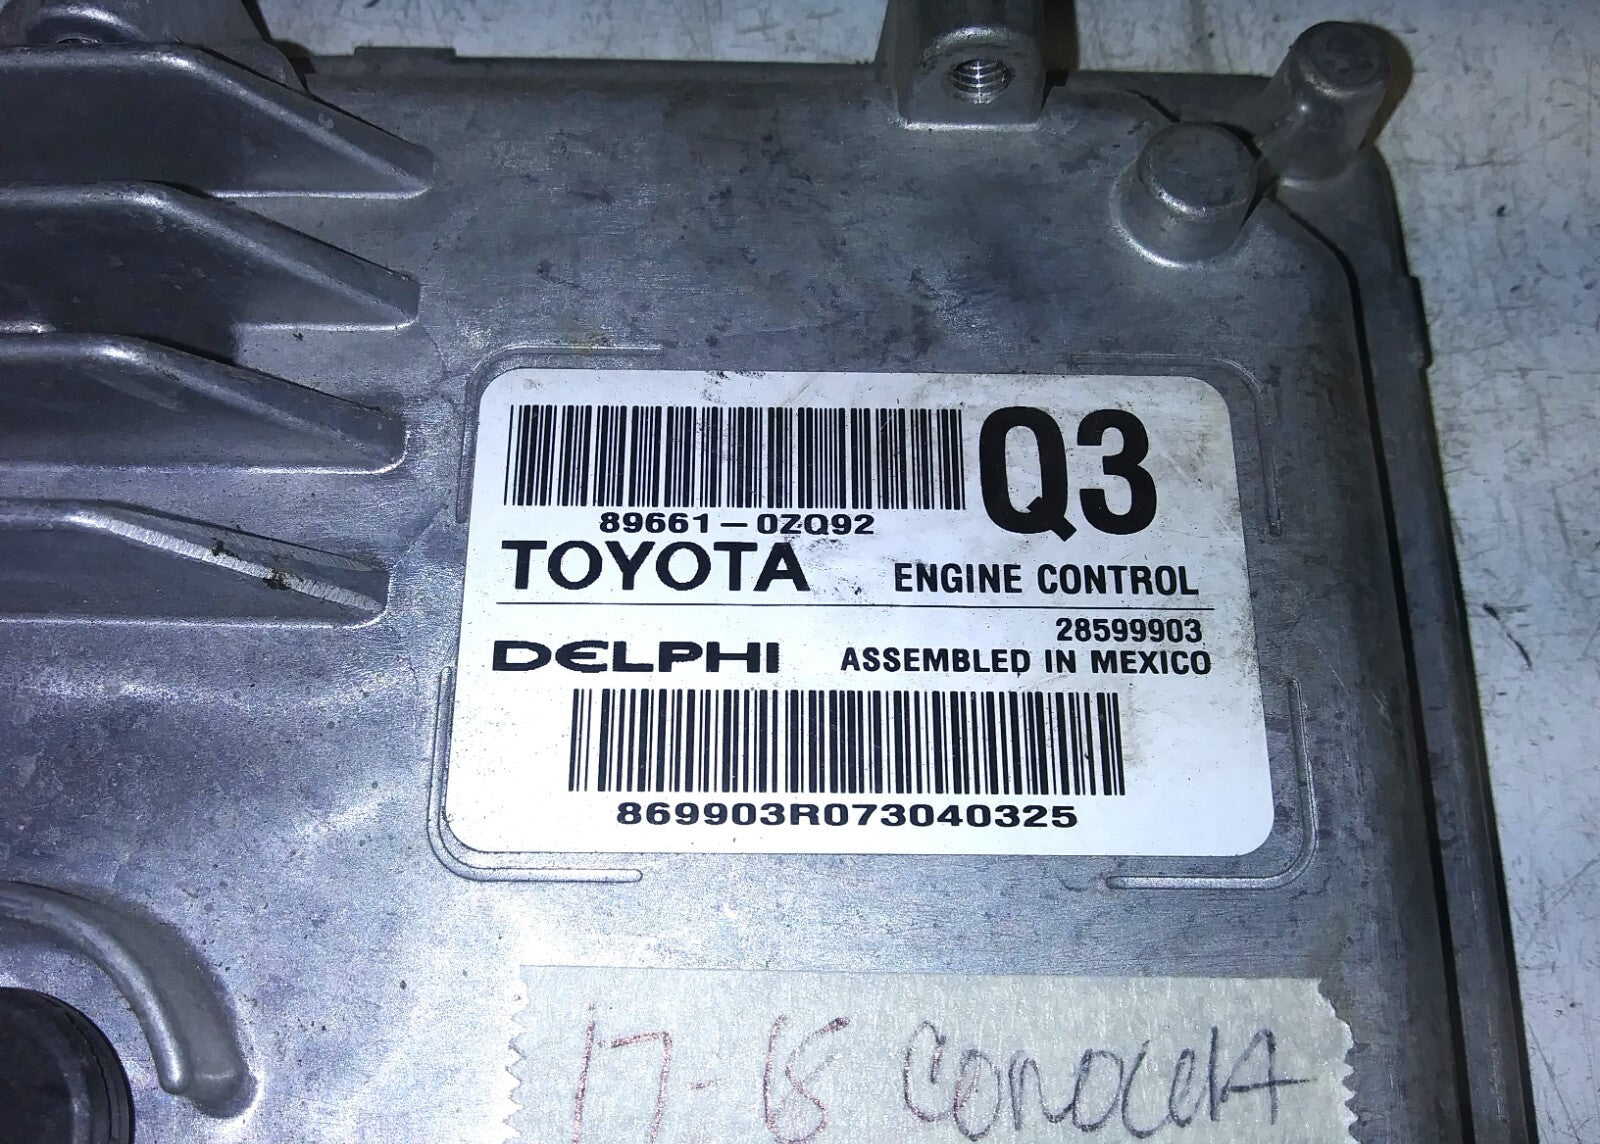 Q3
89661-0ZQ92
TOYOTA ENGINE CONTROL
28599903
DELPHI ASSEMBLED IN MEXICO
869903R073040325
17-18 COROLLA